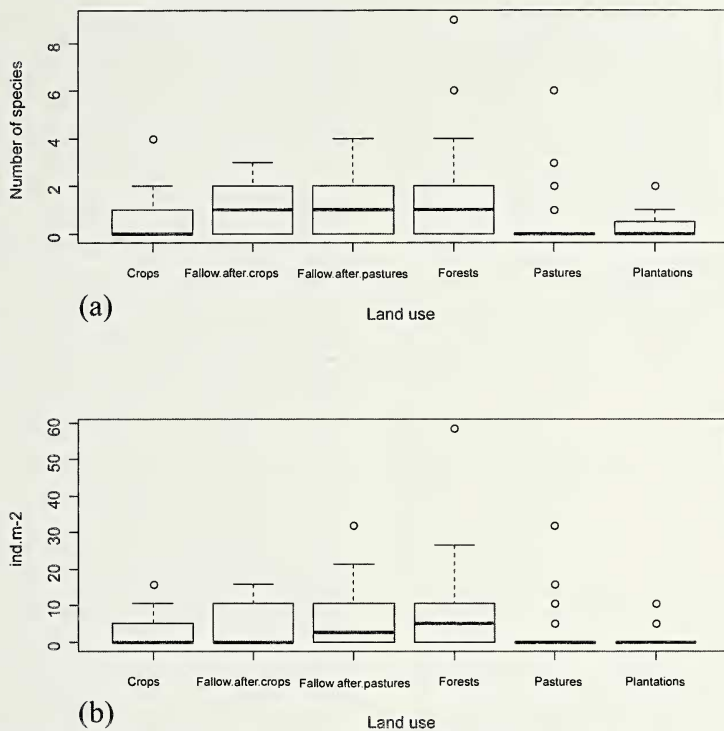 Number of species
8
6
4
2
0
Crops Fallow.after.crops Fallow.after.pastures Forests Pastures Plantations
(a)
Land use
ind.m-2
60
50
40
30
20
10
0
Crops Fallow.after.crops Fallow after.pastures Forests Pastures Plantations
(b)
Land use